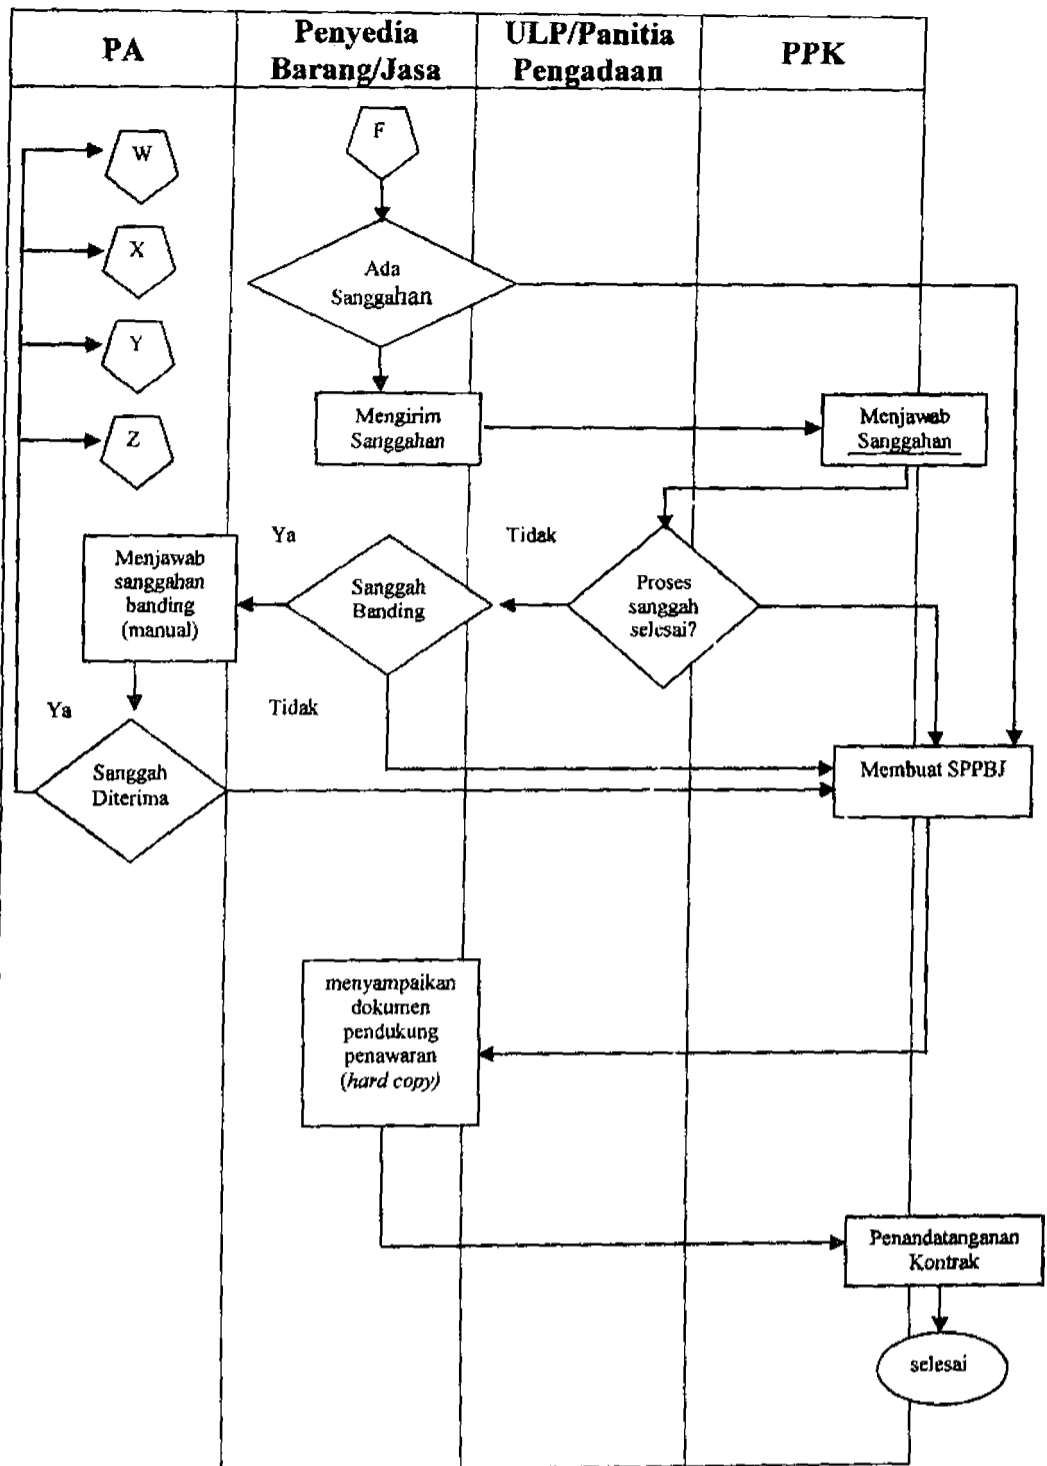 PA
Penyedia
Barang/Jasa
ULP/Panitia
Pengadaan
PPK
F
W
X
Y
Z
Ada
Sanggahan
Mengirim
Sanggahan
Menjawab
Sanggahan
Ya
Tidak
Menjawab
sanggahan
banding
(manual)
Sanggah
Banding
Proses
sanggah
selesai?
Ya
Tidak
Sanggah
Diterima
Membuat SPPBJ
menyampaikan
dokumen
pendukung
penawaran
(hard copy)
Penandatanganan
Kontrak
selesai